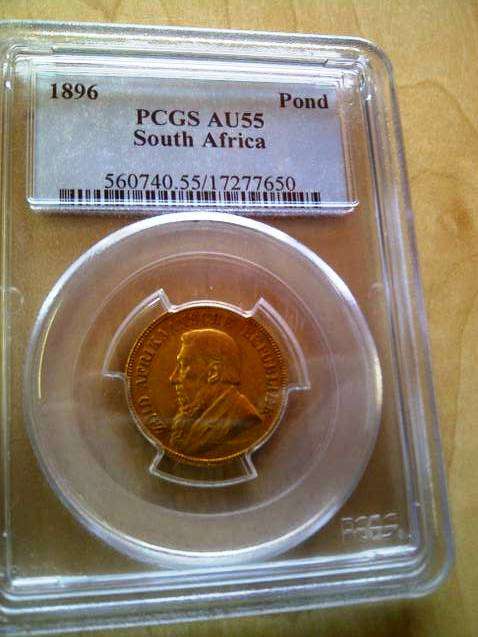 1896 Pond
PCGS AU55
South Africa
560740.55/17277650
ZUID AFRIKAANSCHE REPUBLIEK
PCGS